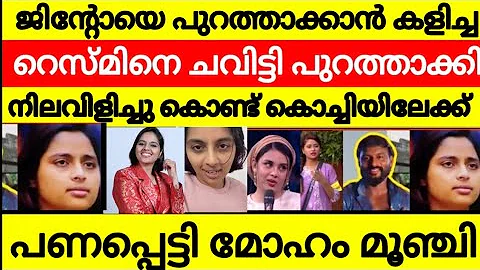 ജിന്റോയെ പുറത്താക്കാൻ കളിച്ച
റെസ്മിനെ ചവിട്ടി പുറത്താക്കി
നിലവിളിച്ചു കൊണ്ട് കൊച്ചിയിലേക്ക്
പണപ്പെട്ടി മോഹം മൂഞ്ചി